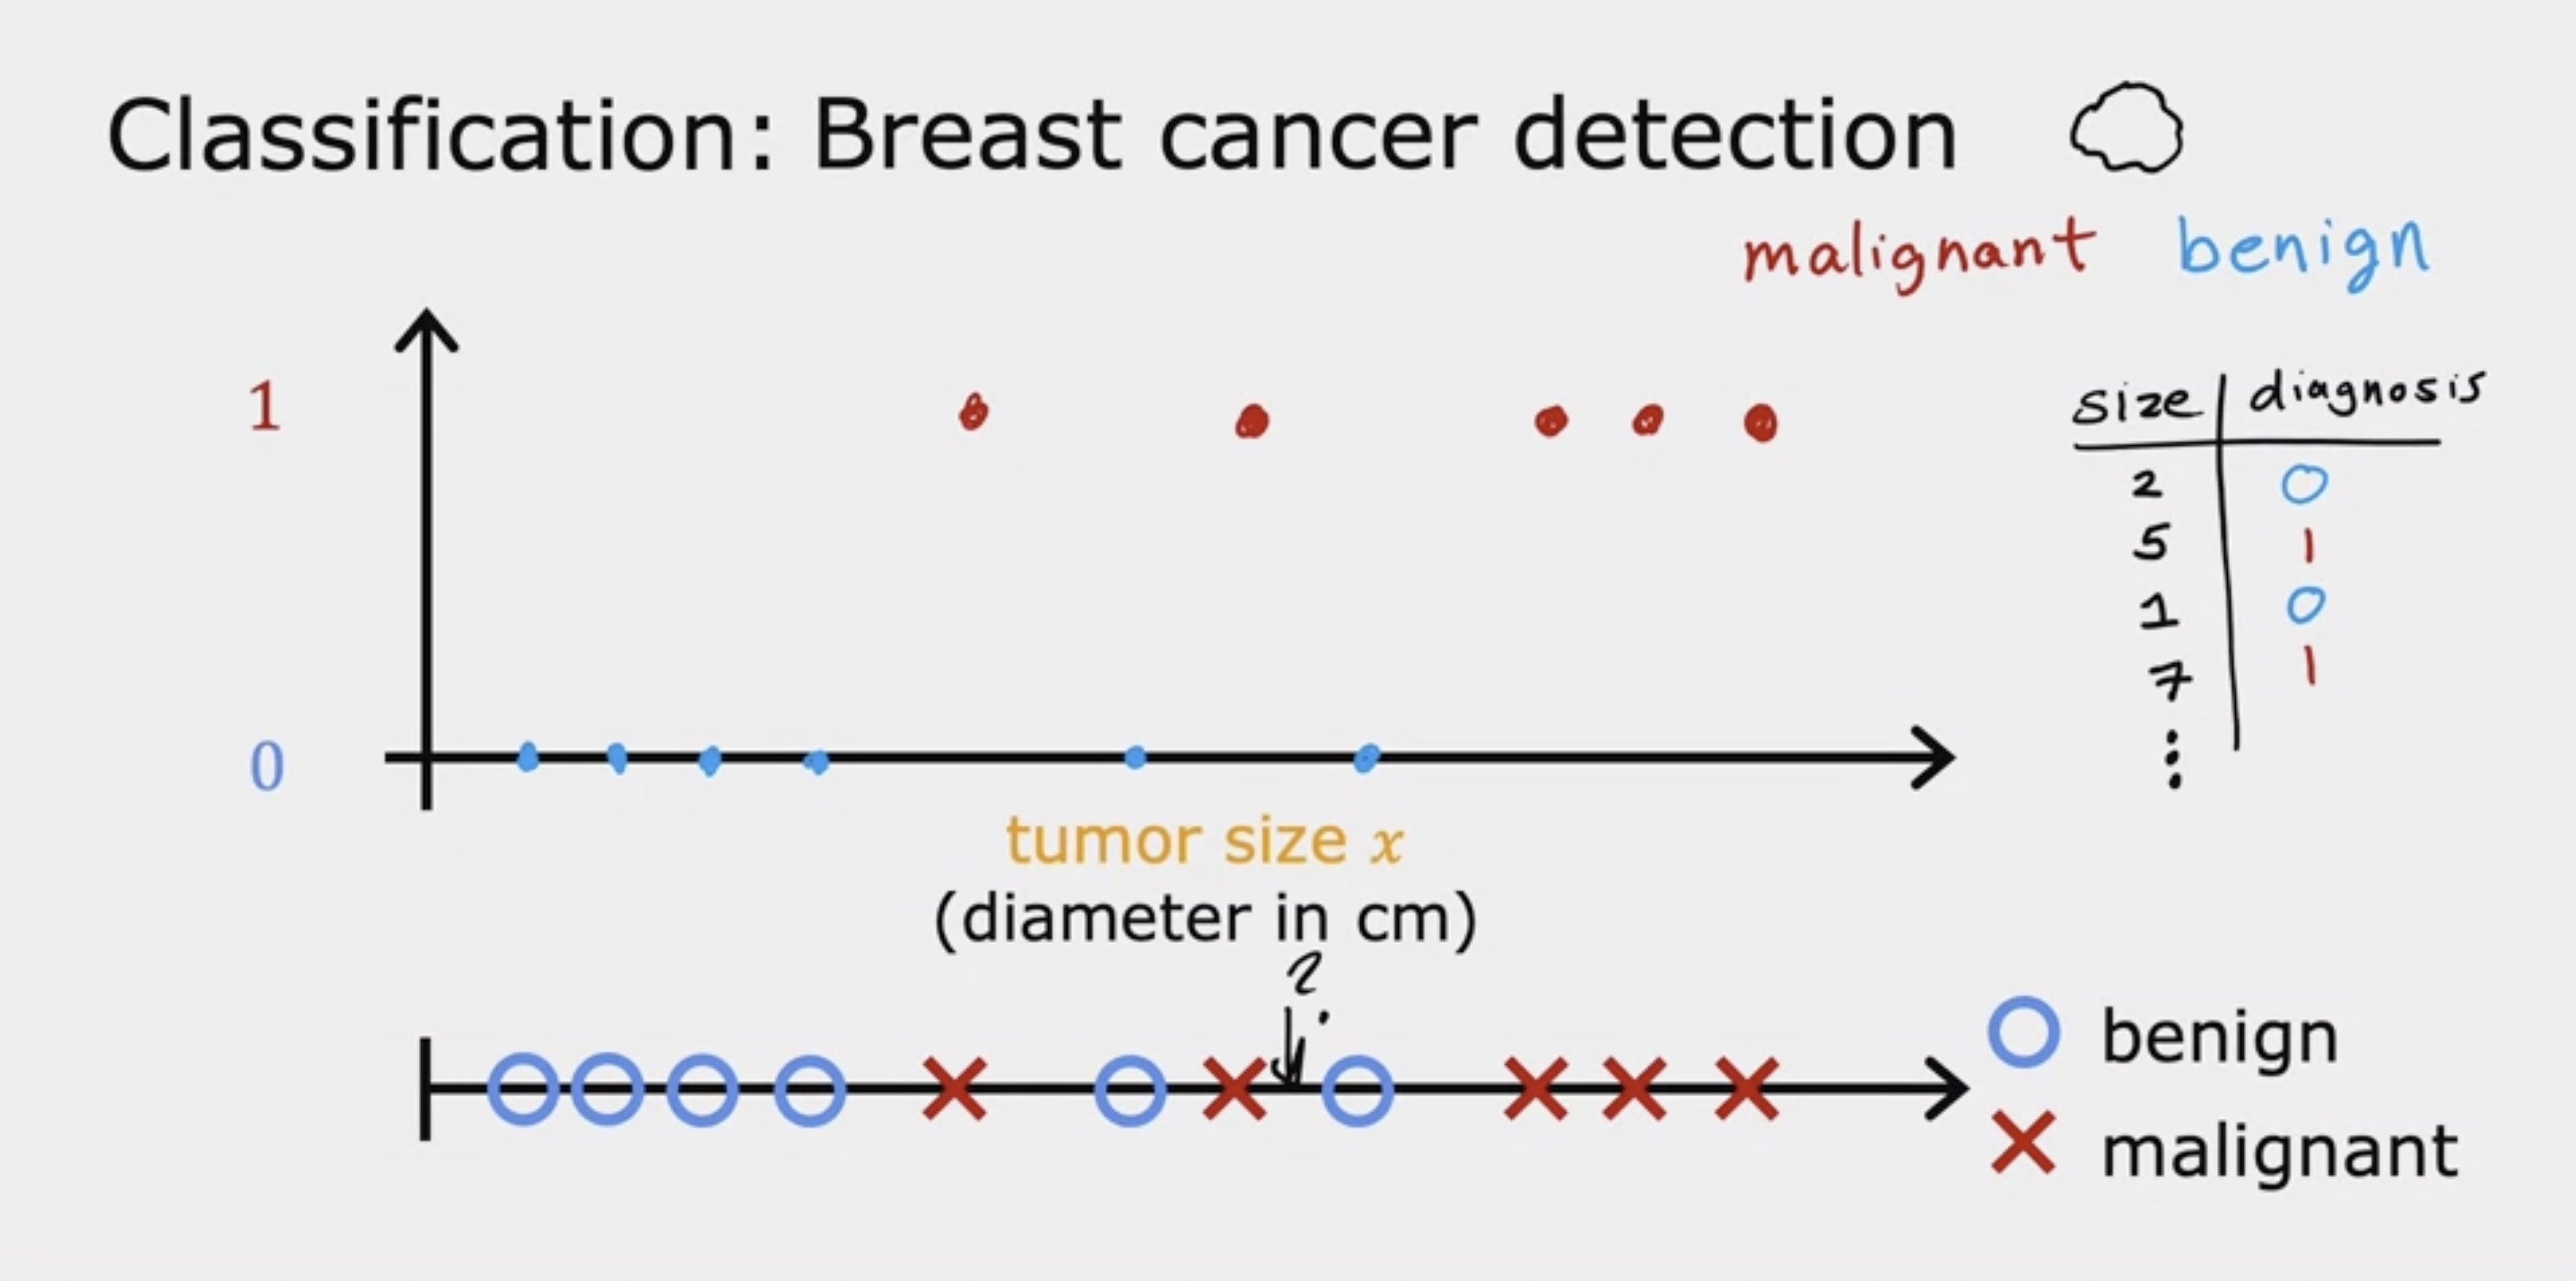 Classification: Breast cancer detection
malignant benign
1
size diagnosis
2 0
5 1
1 0
7 1
0
tumor size x
(diameter in cm)
?
benign
malignant